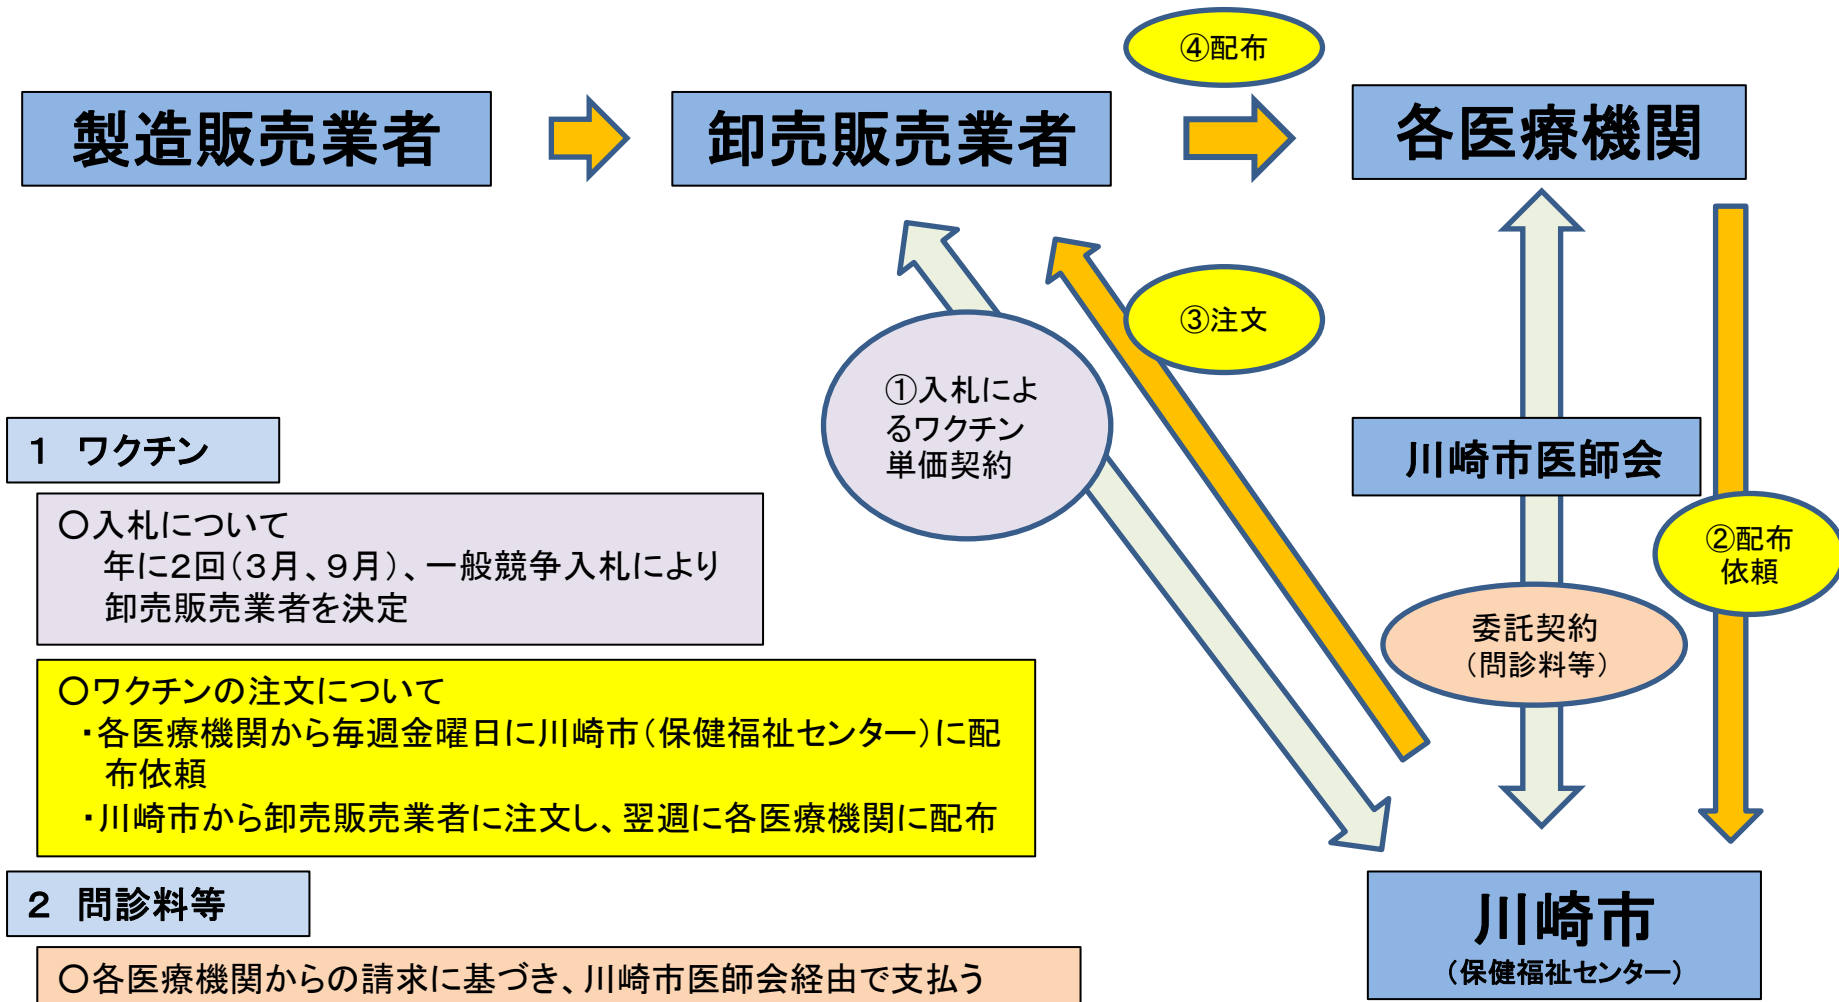 ④配布
製造販売業者
卸売販売業者
各医療機関
③注文
①入札によ
るワクチン
単価契約
川崎市医師会
②配布
依頼
委託契約
（問診料等）
１　ワクチン
○入札について
年に２回（３月、９月）、一般競争入札により
卸売販売業者を決定
○ワクチンの注文について
・各医療機関から毎週金曜日に川崎市（保健福祉センター）に配
布依頼
・川崎市から卸売販売業者に注文し、翌週に各医療機関に配布
２　問診料等
○各医療機関からの請求に基づき、川崎市医師会経由で支払う
川崎市
（保健福祉センター）